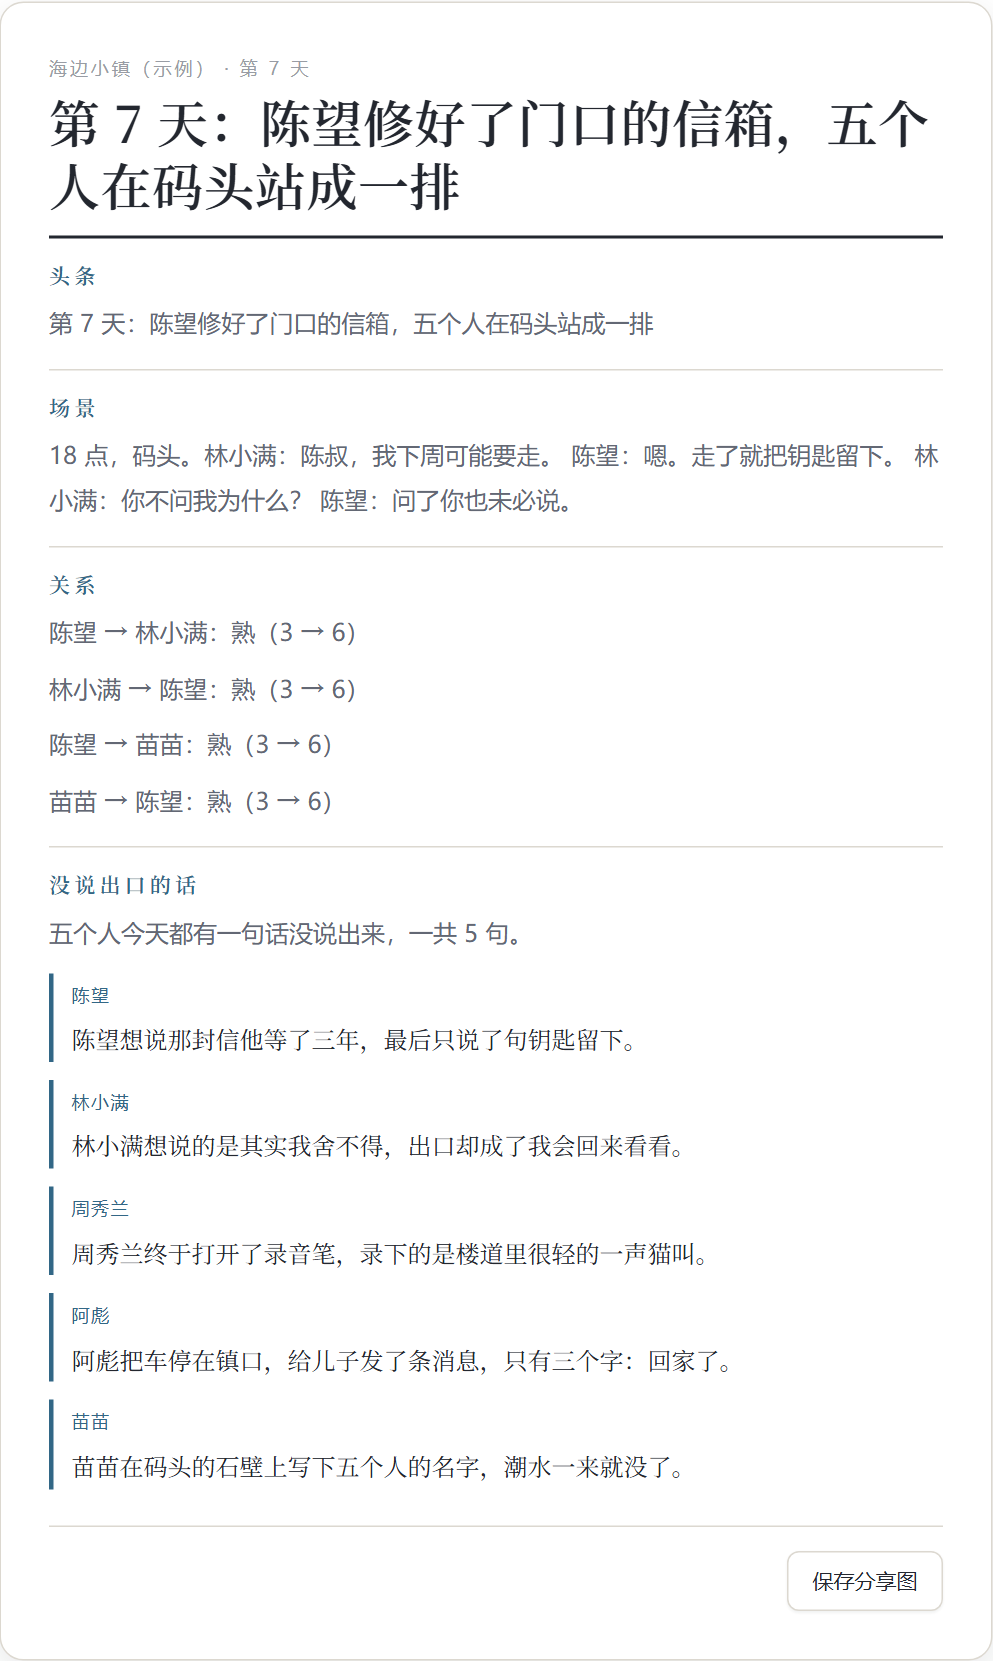 海边小镇（示例） · 第 7 天
第 7 天：陈望修好了门口的信箱，五个
人在码头站成一排
头条
第 7 天：陈望修好了门口的信箱，五个人在码头站成一排
场景
18 点，码头。林小满：陈叔，我下周可能要走。 陈望：嗯。走了就把钥匙留下。 林
小满：你不问我为什么？ 陈望：问了你也未必说。
关系
陈望 → 林小满：熟（3 → 6）
林小满 → 陈望：熟（3 → 6）
陈望 → 苗苗：熟（3 → 6）
苗苗 → 陈望：熟（3 → 6）
没说出口的话
五个人今天都有一句话没说出来，一共 5 句。
陈望
陈望想说那封信他等了三年，最后只说了句钥匙留下。
林小满
林小满想说的是其实我舍不得，出口却成了我会回来看看。
周秀兰
周秀兰终于打开了录音笔，录下的是楼道里很轻的一声猫叫。
阿彪
阿彪把车停在镇口，给儿子发了条消息，只有三个字：回家了。
苗苗
苗苗在码头的石壁上写下五个人的名字，潮水一来就没了。
保存分享图